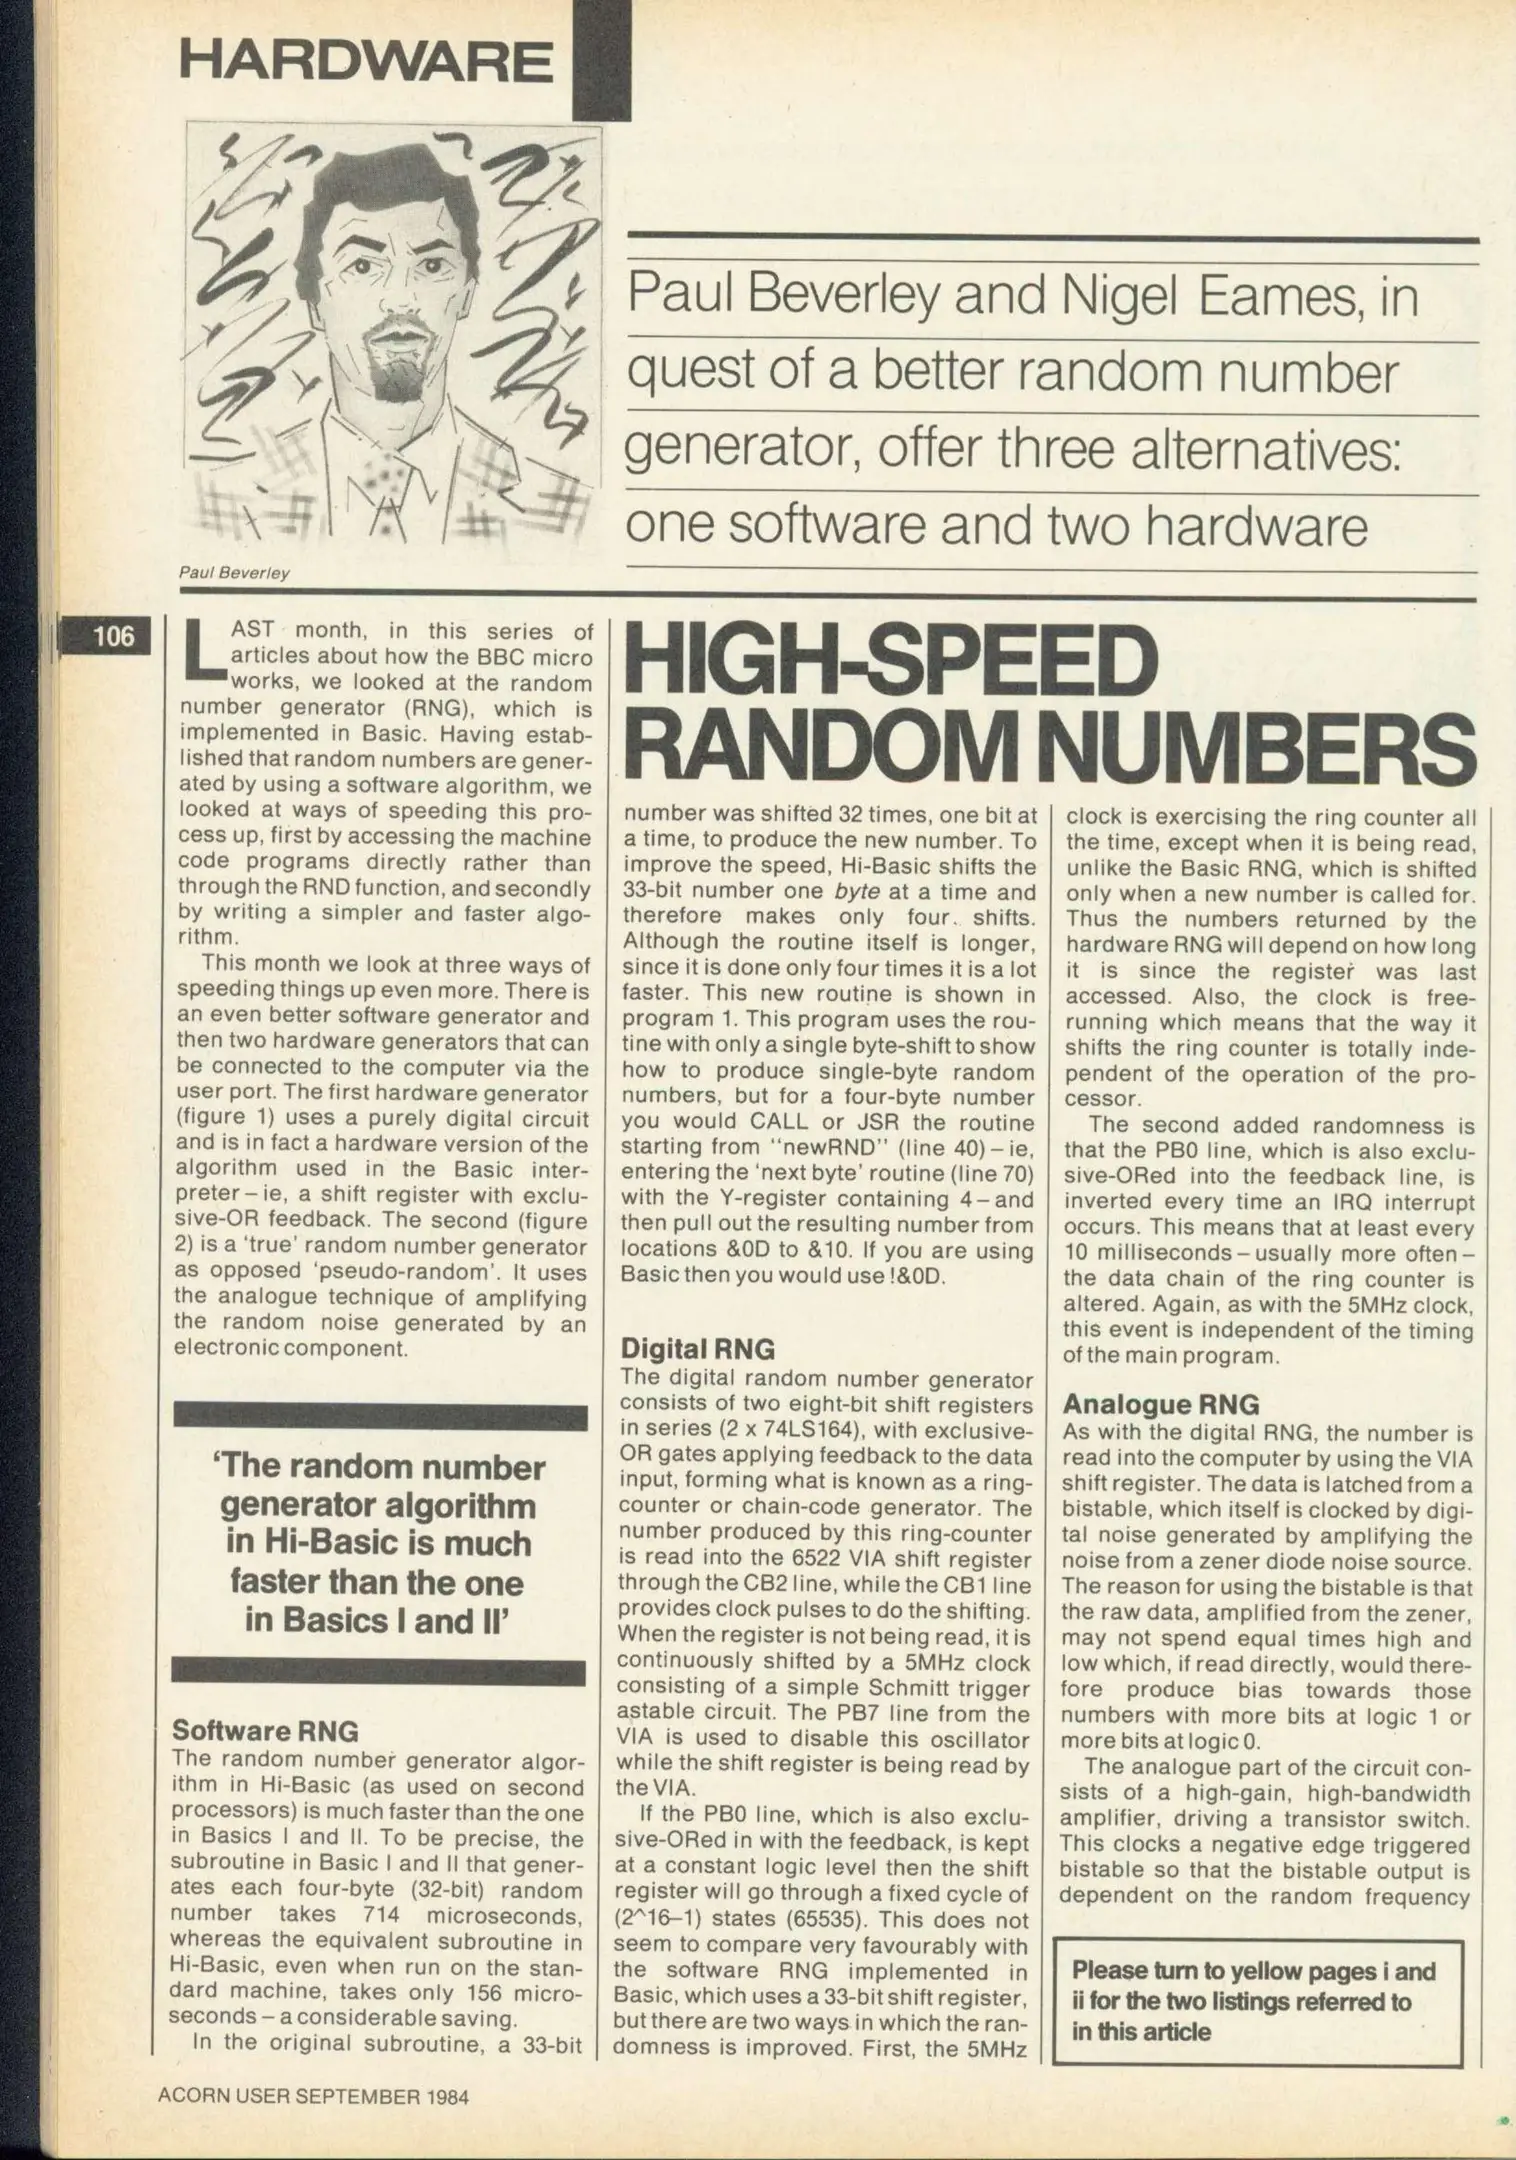 HARDWARE
Paul Beverley and Nigel Eames, in
quest of a better random number
generator, offer three alternatives:
one software and two hardware
Paul Beverley
106
HIGH-SPEED
RANDOM NUMBERS
LAST month, in this series of
articles about how the BBC micro
works, we looked at the random
number generator (RNG), which is
implemented in Basic. Having estab-
lished that random numbers are gener-
ated by using a software algorithm, we
looked at ways of speeding this pro-
cess up, first by accessing the machine
code programs directly rather than
through the RND function, and secondly
by writing a simpler and faster algo-
rithm.
This month we look at three ways of
speeding things up even more. There is
an even better software generator and
then two hardware generators that can
be connected to the computer via the
user port. The first hardware generator
(figure 1) uses a purely digital circuit
and is in fact a hardware version of the
algorithm used in the Basic inter-
preter – ie, a shift register with exclu-
sive-OR feedback. The second (figure
2) is a 'true' random number generator
as opposed 'pseudo-random'. It uses
the analogue technique of amplifying
the random noise generated by an
electronic component.
'The random number
generator algorithm
in Hi-Basic is much
faster than the one
in Basics I and II'
Software RNG
The random number generator algor-
ithm in Hi-Basic (as used on second
processors) is much faster than the one
in Basics I and II. To be precise, the
subroutine in Basic I and II that gener-
ates each four-byte (32-bit) random
number takes 714 microseconds,
whereas the equivalent subroutine in
Hi-Basic, even when run on the stan-
dard machine, takes only 156 micro-
seconds – a considerable saving.
In the original subroutine, a 33-bit
number was shifted 32 times, one bit at
a time, to produce the new number. To
improve the speed, Hi-Basic shifts the
33-bit number one byte at a time and
therefore makes only four. shifts.
Although the routine itself is longer,
since it is done only four times it is a lot
faster. This new routine is shown in
program 1. This program uses the rou-
tine with only a single byte-shift to show
how to produce single-byte random
numbers, but for a four-byte number
you would CALL or JSR the routine
starting from "newRND" (line 40) – ie,
entering the 'next byte' routine (line 70)
with the Y-register containing 4 – and
then pull out the resulting number from
locations &0D to &10. If you are using
Basic then you would use !&0D.
Digital RNG
The digital random number generator
consists of two eight-bit shift registers
in series (2 x 74LS164), with exclusive-
OR gates applying feedback to the data
input, forming what is known as a ring-
counter or chain-code generator. The
number produced by this ring-counter
is read into the 6522 VIA shift register
through the CB2 line, while the CB1 line
provides clock pulses to do the shifting.
When the register is not being read, it is
continuously shifted by a 5MHz clock
consisting of a simple Schmitt trigger
astable circuit. The PB7 line from the
VIA is used to disable this oscillator
while the shift register is being read by
the VIA.
If the PB0 line, which is also exclu-
sive-ORed in with the feedback, is kept
at a constant logic level then the shift
register will go through a fixed cycle of
(2^16–1) states (65535). This does not
seem to compare very favourably with
the software RNG implemented in
Basic, which uses a 33-bit shift register,
but there are two ways in which the ran-
domness is improved. First, the 5MHz
clock is exercising the ring counter all
the time, except when it is being read,
unlike the Basic RNG, which is shifted
only when a new number is called for.
Thus the numbers returned by the
hardware RNG will depend on how long
it is since the register was last
accessed. Also, the clock is free-
running which means that the way it
shifts the ring counter is totally inde-
pendent of the operation of the pro-
cessor.
The second added randomness is
that the PB0 line, which is also exclu-
sive-ORed into the feedback line, is
inverted every time an IRQ interrupt
occurs. This means that at least every
10 milliseconds – usually more often –
the data chain of the ring counter is
altered. Again, as with the 5MHz clock,
this event is independent of the timing
of the main program.
Analogue RNG
As with the digital RNG, the number is
read into the computer by using the VIA
shift register. The data is latched from a
bistable, which itself is clocked by digi-
tal noise generated by amplifying the
noise from a zener diode noise source.
The reason for using the bistable is that
the raw data, amplified from the zener,
may not spend equal times high and
low which, if read directly, would there-
fore produce bias towards those
numbers with more bits at logic 1 or
more bits at logic 0.
The analogue part of the circuit con-
sists of a high-gain, high-bandwidth
amplifier, driving a transistor switch.
This clocks a negative edge triggered
bistable so that the bistable output is
dependent on the random frequency
Please turn to yellow pages i and
ii for the two listings referred to
in this article
ACORN USER SEPTEMBER 1984